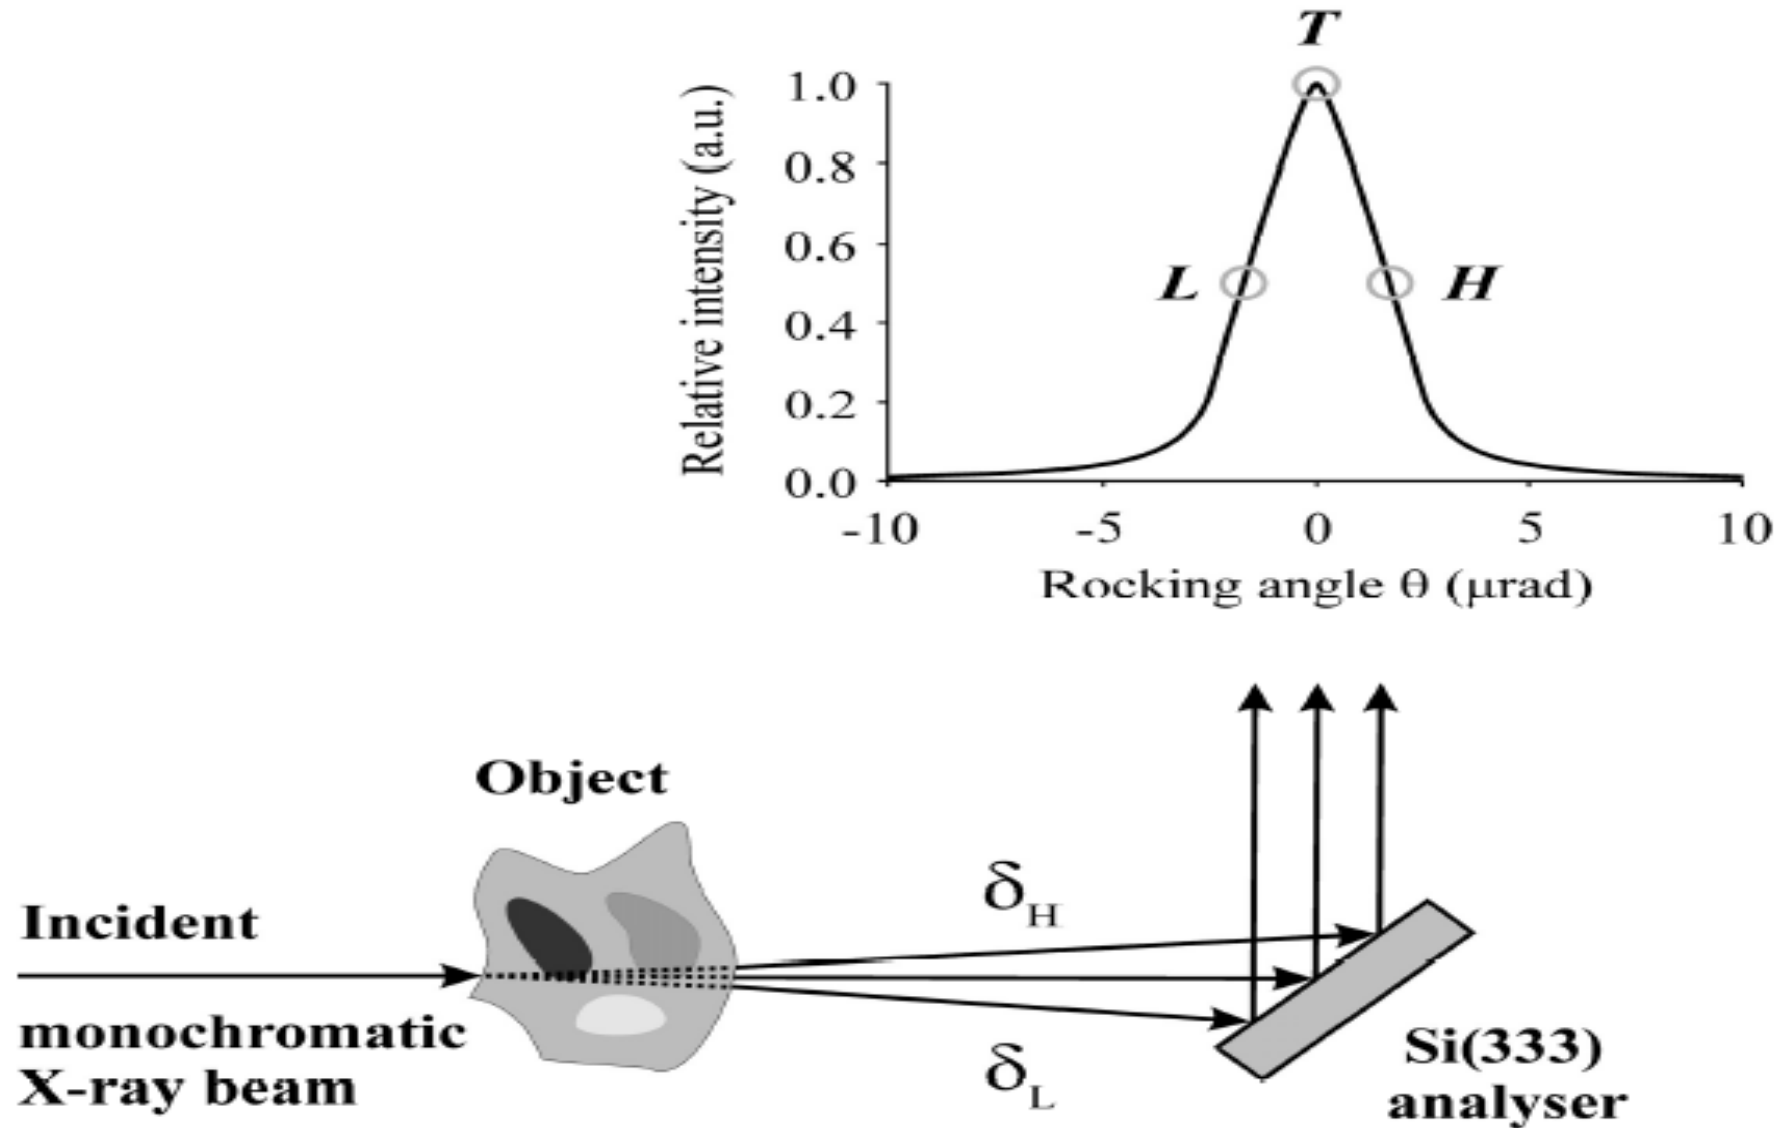 T
Relative intensity (a.u.)
1.0
0.8
0.6
0.4
0.2
0.0
L
H
-10
-5
0
5
10
Rocking angle θ (μrad)
Object
Incident
monochromatic
X-ray beam
δH
δL
Si(333)
analyser